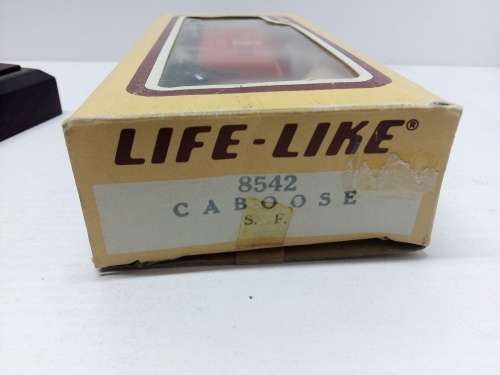 LIFE-LIKE®
8542
CABOOSE
S. F.